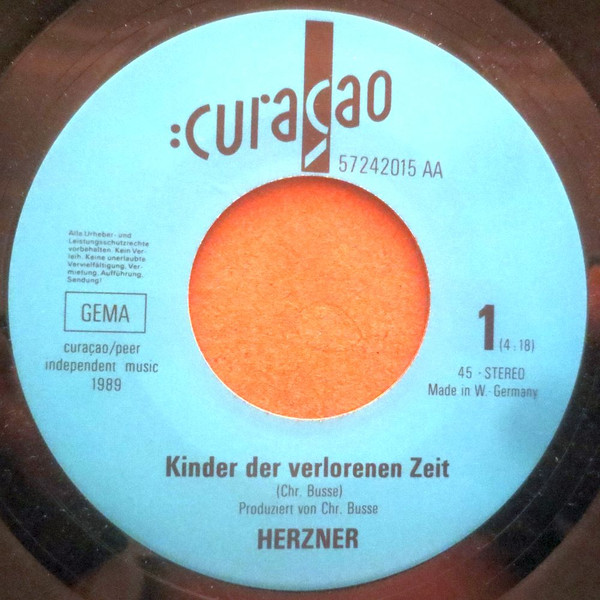 :curaçao
57242015 AA
Alle Urheber- und
Leistungsschutzrechte
vorbehalten. Kein Ver-
leih. Keine unerlaubte
Vervielfältigung, Ver-
mietung, Aufführung,
Sendung!
GEMA
curaçao/peer
independent music
1989
1 (4:18)
45 · STEREO
Made in W.-Germany
Kinder der verlorenen Zeit
(Chr. Busse)
Produziert von Chr. Busse
HERZNER